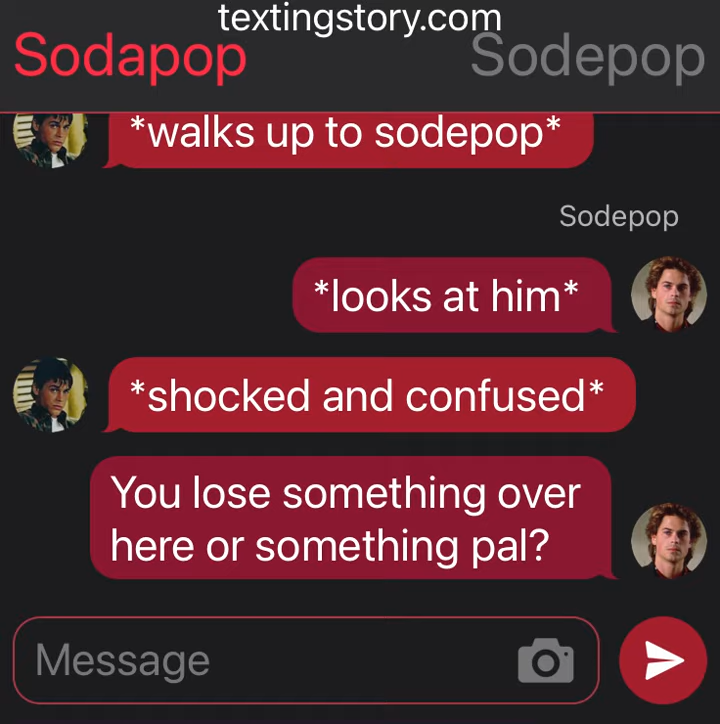 textingstory.com
Sodapop
Sodepop
*walks up to sodepop*
Sodepop
*looks at him*
*shocked and confused*
You lose something over
here or something pal?
Message